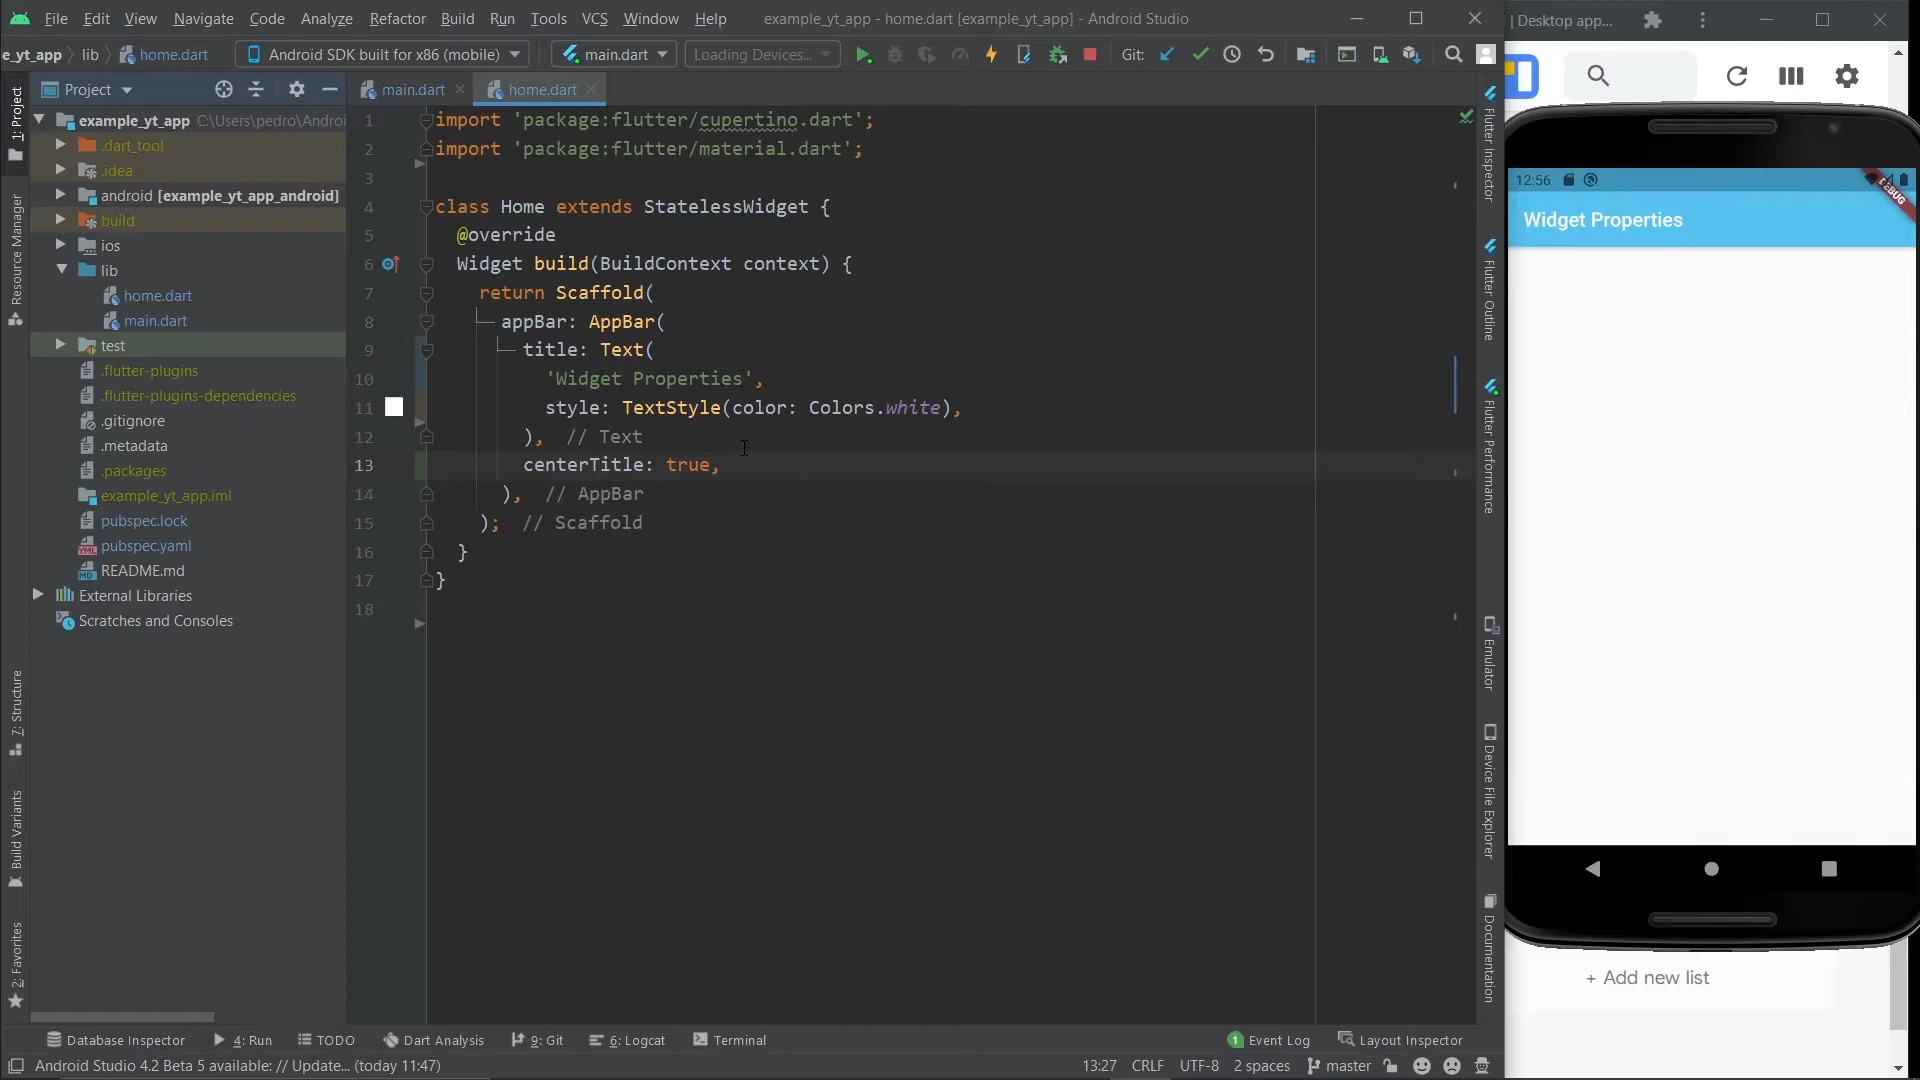 File Edit View Navigate Code Analyze Refactor Build Run Tools VCS Window Help example_yt_app - home.dart [example_yt_app] - Android Studio
| Desktop app...
e_yt_app lib home.dart Android SDK built for x86 (mobile) main.dart Loading Devices... Git:
Project main.dart home.dart
1: Project
Resource Manager
7: Structure
Build Variants
2: Favorites
example_yt_app C:\Users\pedro\Androi
.dart_tool
.idea
android [example_yt_app_android]
build
ios
lib
home.dart
main.dart
test
.flutter-plugins
.flutter-plugins-dependencies
.gitignore
.metadata
.packages
example_yt_app.iml
pubspec.lock
pubspec.yaml
README.md
External Libraries
Scratches and Consoles
1 import 'package:flutter/cupertino.dart';
2 import 'package:flutter/material.dart';
3
4 class Home extends StatelessWidget {
5 @override
6 Widget build(BuildContext context) {
7 return Scaffold(
8 appBar: AppBar(
9 title: Text(
10 'Widget Properties',
11 style: TextStyle(color: Colors.white),
12 ), // Text
13 centerTitle: true,
14 ), // AppBar
15 ); // Scaffold
16 }
17 }
18
Flutter Inspector
Flutter Outline
Flutter Performance
Emulator
Device File Explorer
Documentation
12:56
DEBUG
Widget Properties
+ Add new list
Database Inspector 4: Run TODO Dart Analysis 9: Git 6: Logcat Terminal 1 Event Log Layout Inspector
Android Studio 4.2 Beta 5 available: // Update... (today 11:47) 13:27 CRLF UTF-8 2 spaces master